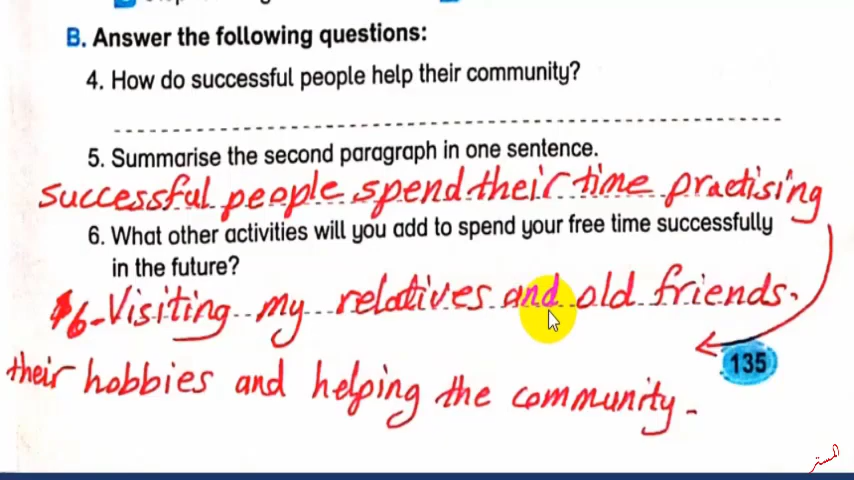 B. Answer the following questions:
4. How do successful people help their community?
5. Summarise the second paragraph in one sentence.
successful people spend their time practising
6. What other activities will you add to spend your free time successfully
in the future?
6-Visiting my relatives and old friends.
135
their hobbies and helping the community.
المستر